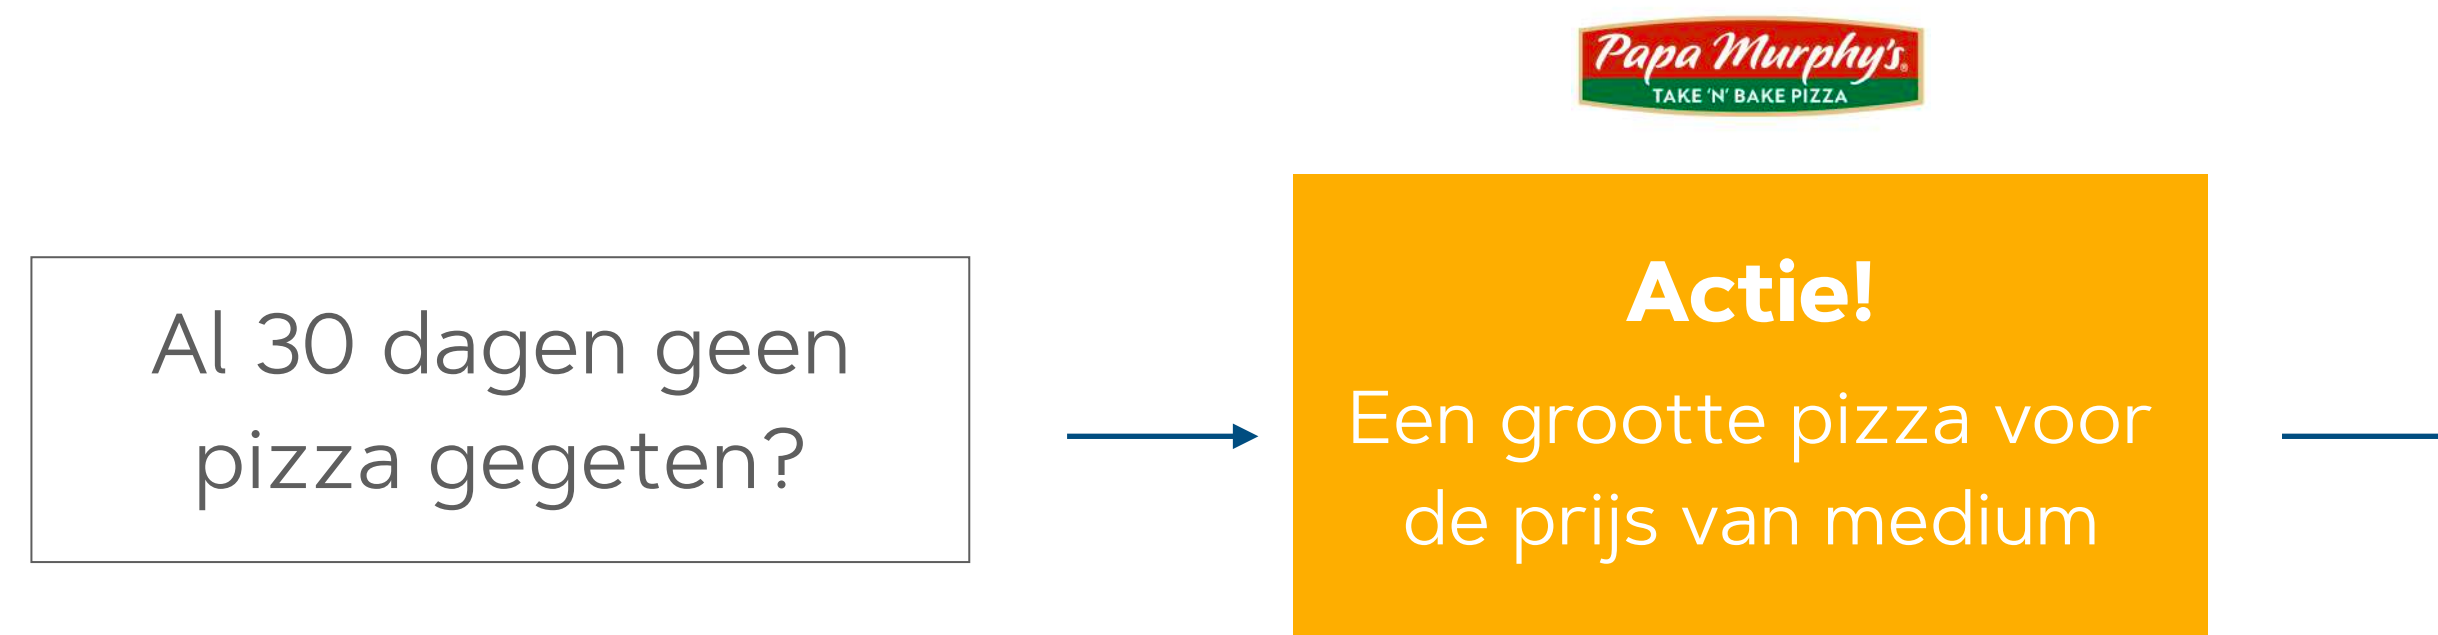 Papa Murphy's®
TAKE 'N' BAKE PIZZA
Al 30 dagen geen
pizza gegeten?
Actie!
Een grootte pizza voor
de prijs van medium